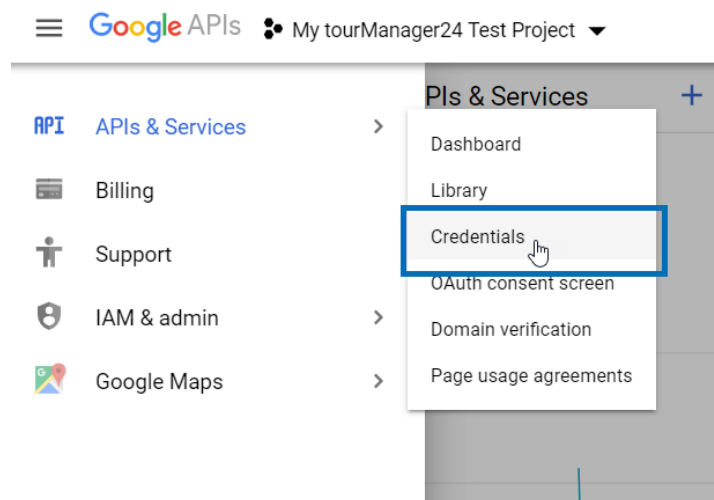 Google APIs My tourManager24 Test Project
PIs & Services
API APIs & Services
Dashboard
Library
Billing
Credentials
Support
OAuth consent screen
IAM & admin
Domain verification
Google Maps
Page usage agreements